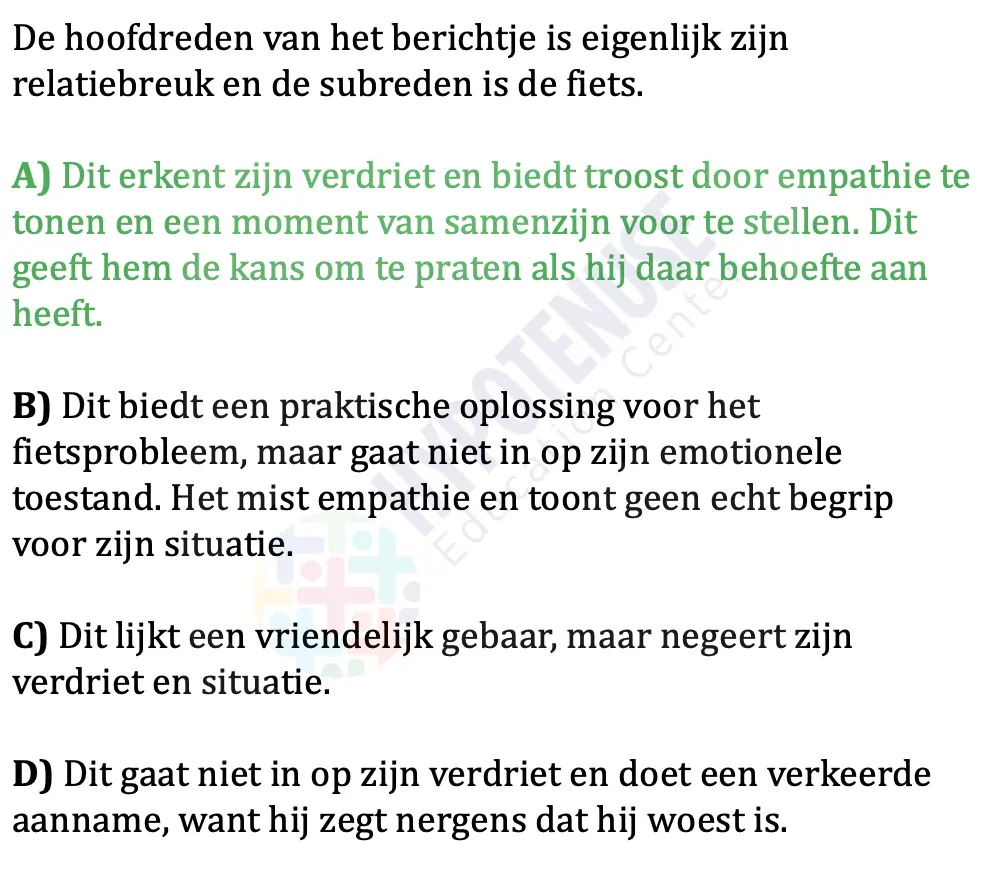 De hoofdreden van het berichtje is eigenlijk zijn
relatiebreuk en de subreden is de fiets.
A) Dit erkent zijn verdriet en biedt troost door empathie te
tonen en een moment van samenzijn voor te stellen. Dit
geeft hem de kans om te praten als hij daar behoefte aan
heeft.
B) Dit biedt een praktische oplossing voor het
fietsprobleem, maar gaat niet in op zijn emotionele
toestand. Het mist empathie en toont geen echt begrip
voor zijn situatie.
C) Dit lijkt een vriendelijk gebaar, maar negeert zijn
verdriet en situatie.
D) Dit gaat niet in op zijn verdriet en doet een verkeerde
aanname, want hij zegt nergens dat hij woest is.
HYPOTENUSE
Education Center